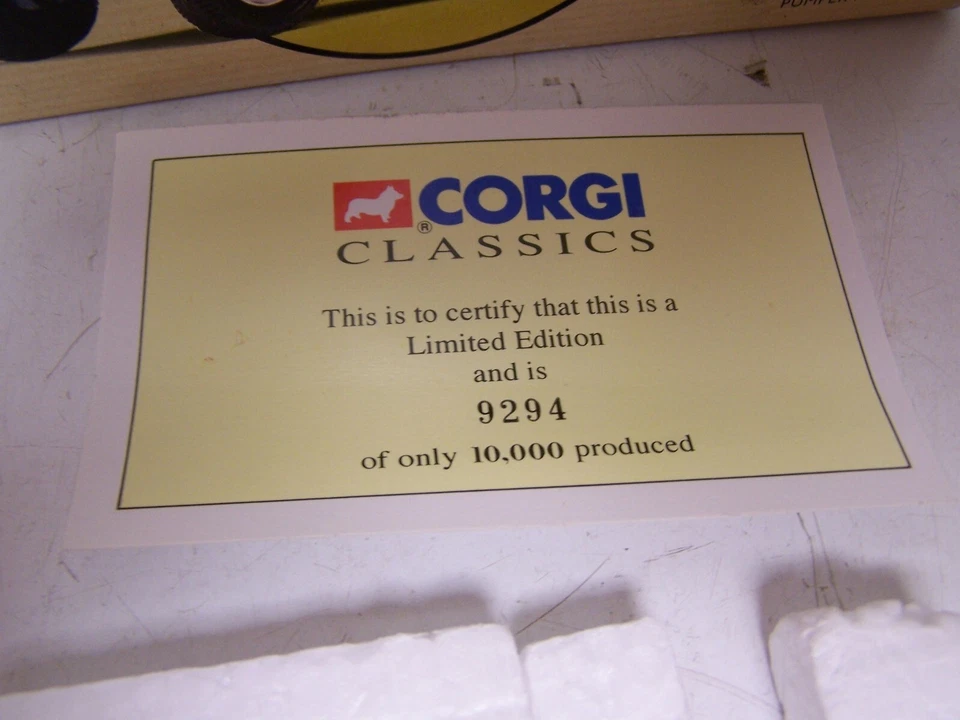 PUMPER
® CORGI
CLASSICS
This is to certify that this is a
Limited Edition
and is
9294
of only 10,000 produced